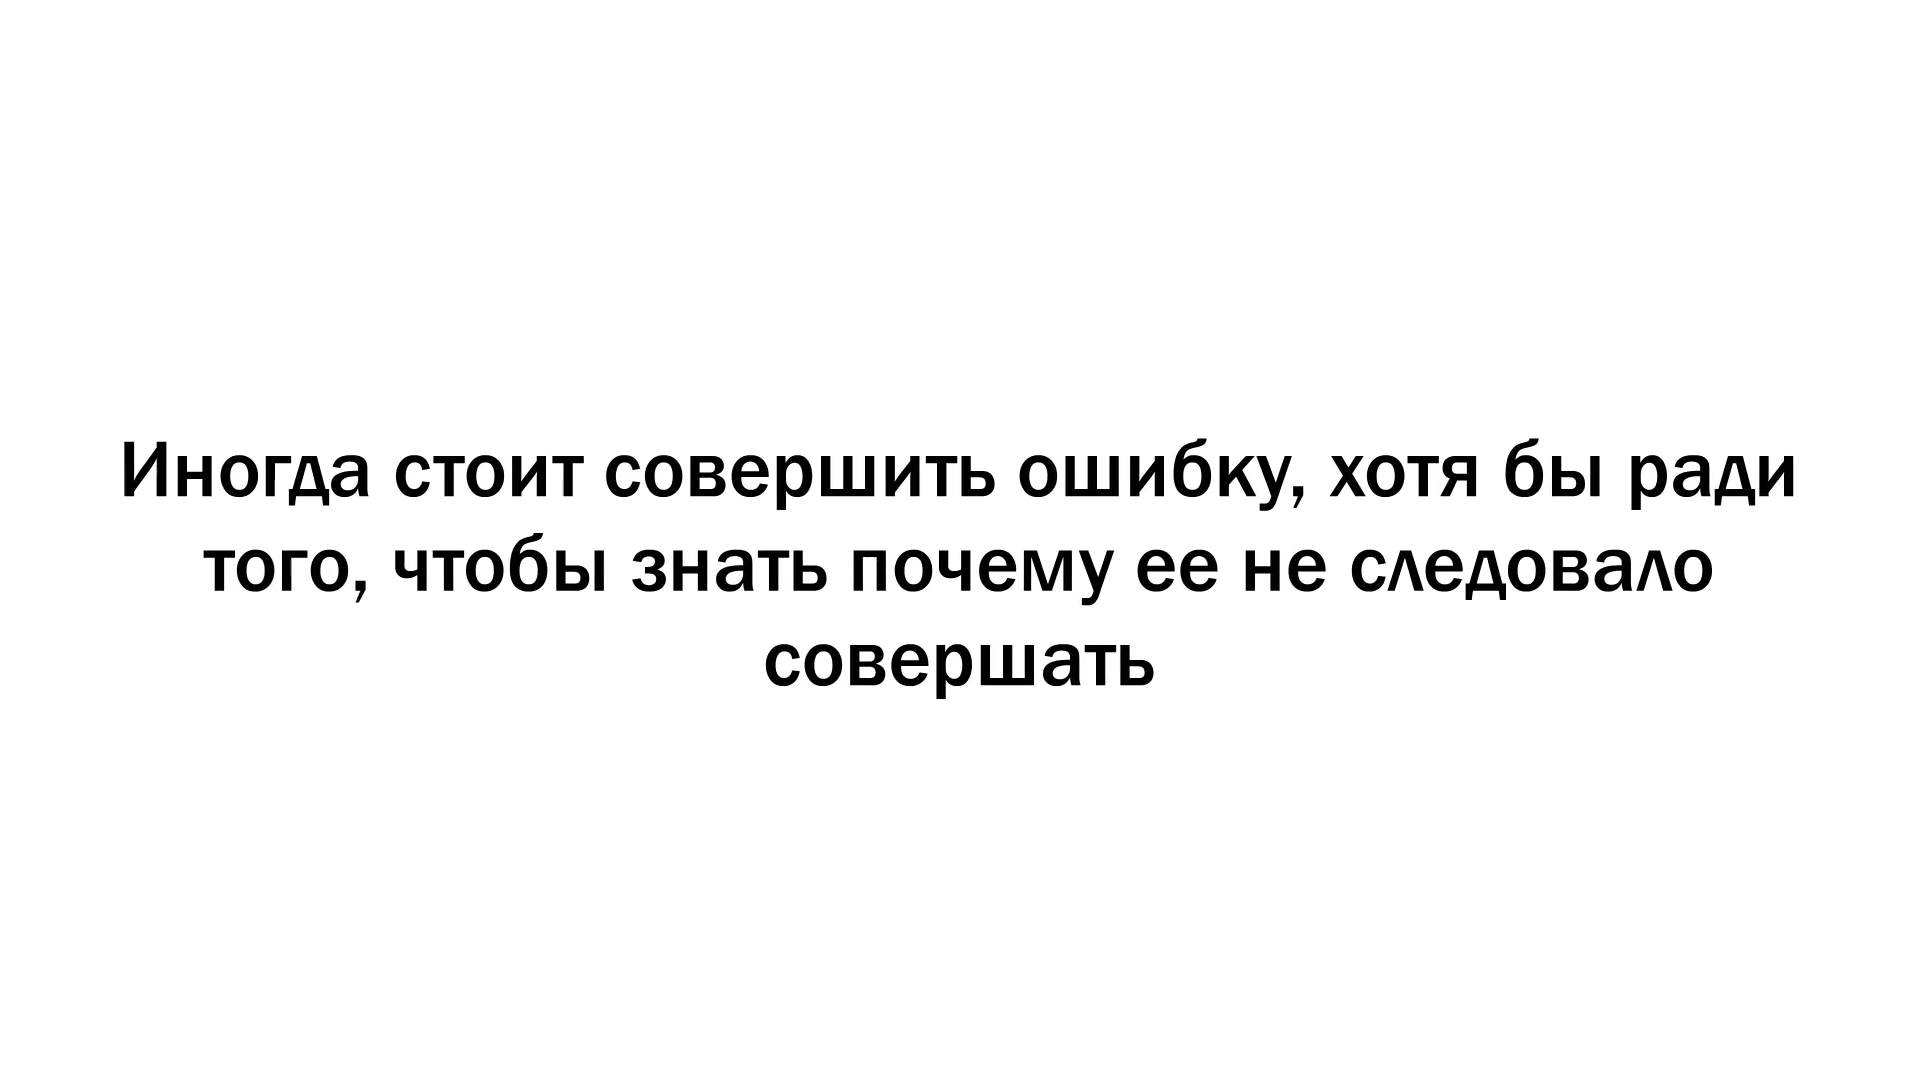 Иногда стоит совершить ошибку, хотя бы ради
того, чтобы знать почему ее не следовало
совершать